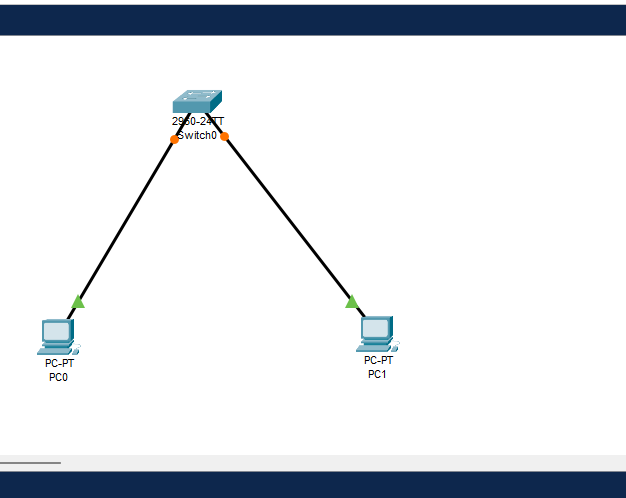 2960-24TT
Switch0
PC-PT
PC0
PC-PT
PC1